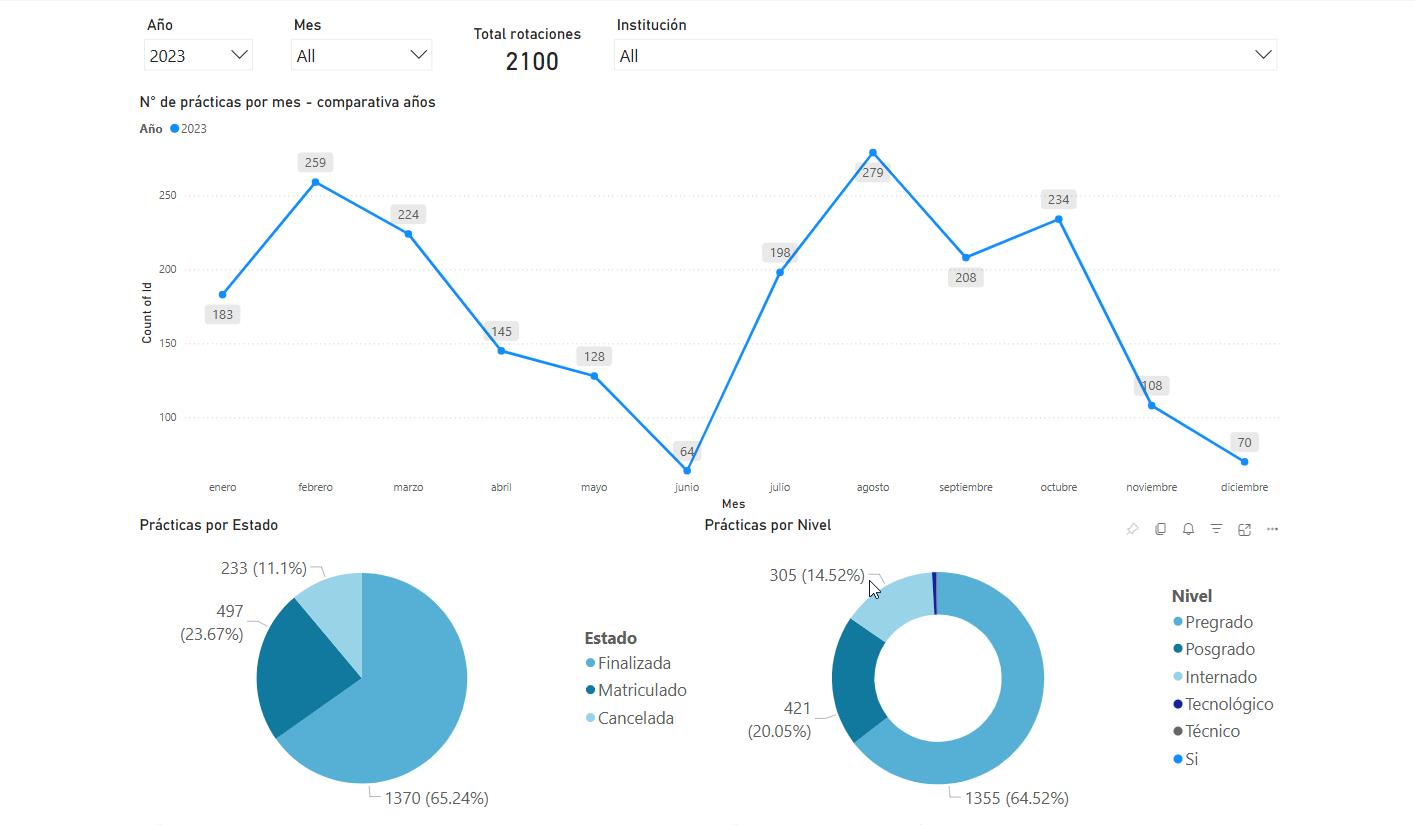 Año
Mes
Total rotaciones
Institución
2023
All
2100
All
N° de prácticas por mes - comparativa años
Año 2023
279
259
250
234
224
208
200
198
183
150
145
128
108
100
70
64
Count of Id
enero febrero marzo abril mayo junio julio agosto septiembre octubre noviembre diciembre
Mes
Prácticas por Estado
233 (11.1%)
497
(23.67%)
1370 (65.24%)
Estado
Finalizada
Matriculado
Cancelada
Prácticas por Nivel
305 (14.52%)
421
(20.05%)
1355 (64.52%)
Nivel
Pregrado
Posgrado
Internado
Tecnológico
Técnico
Si